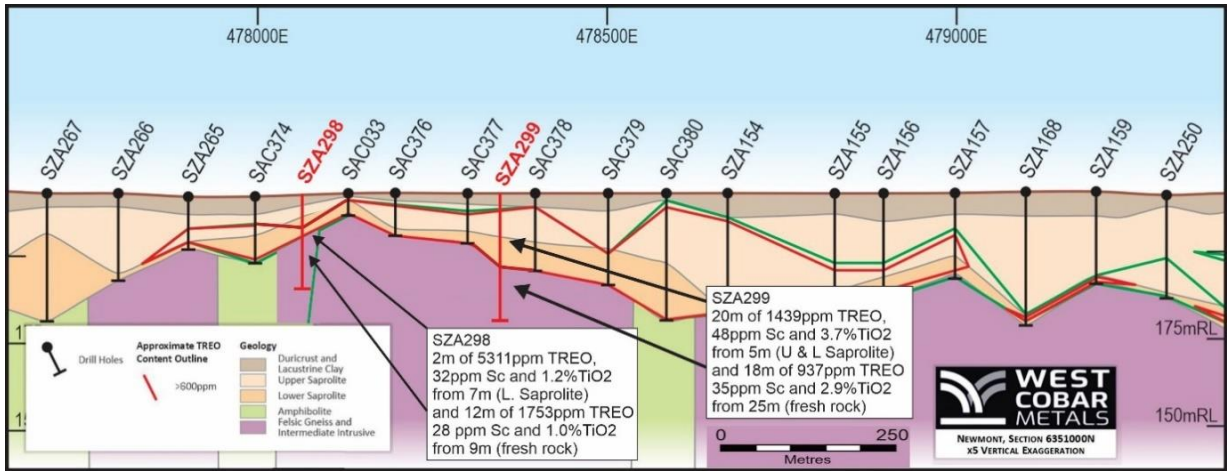 478000E
478500E
479000E
SZA267
SZA266
SZA265
SAC374
SZA298
SAC033
SAC376
SAC377
SZA299
SAC378
SAC379
SAC380
SZA154
SZA155
SZA156
SZA157
SZA168
SZA159
SZA250
175mRL
150mRL
Drill Holes
Approximate TREO
Content Outline
>600ppm
Geology
Duricrust and
Lacustrine Clay
Upper Saprolite
Lower Saprolite
Amphibolite
Felsic Gneiss and
Intermediate Intrusive
SZA298
2m of 5311ppm TREO,
32ppm Sc and 1.2%TiO2
from 7m (L. Saprolite)
and 12m of 1753ppm TREO
28 ppm Sc and 1.0%TiO2
from 9m (fresh rock)
SZA299
20m of 1439ppm TREO,
48ppm Sc and 3.7%TiO2
from 5m (U & L Saprolite)
and 18m of 937ppm TREO
35ppm Sc and 2.9%TiO2
from 25m (fresh rock)
0 250
Metres
WEST
COBAR
METALS
NEWMONT, SECTION 6351000N
X5 VERTICAL EXAGGERATION